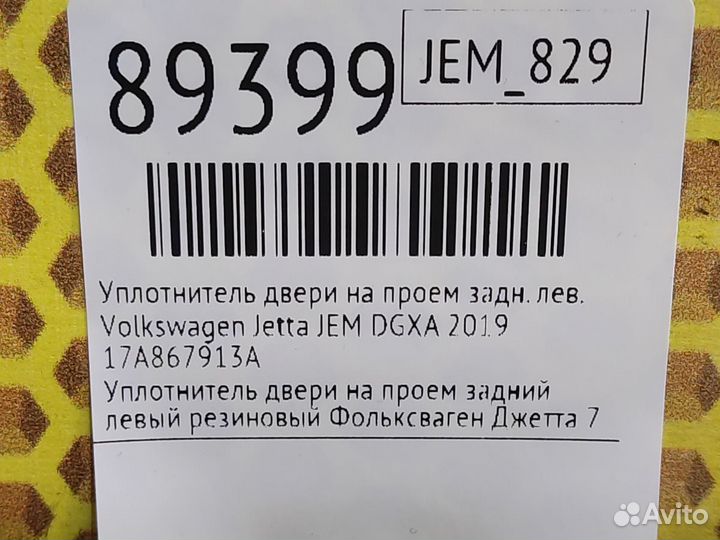 89399
JEM_829
Уплотнитель двери на проем задн. лев.
Volkswagen Jetta JEM DGXA 2019
17A867913A
Уплотнитель двери на проем задний
левый резиновый Фольксваген Джетта 7
Avito